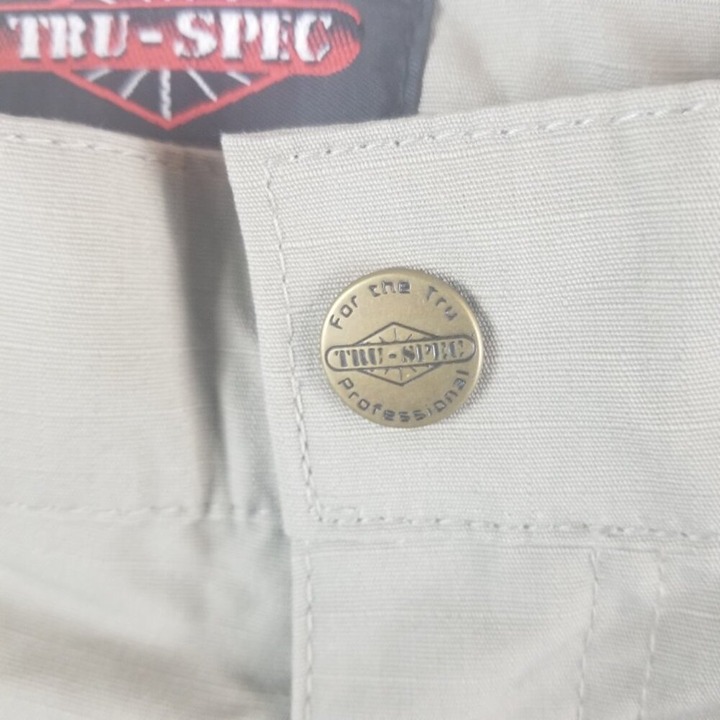 TRU-SPEC
For the Tru
TRU-SPEC
Professional